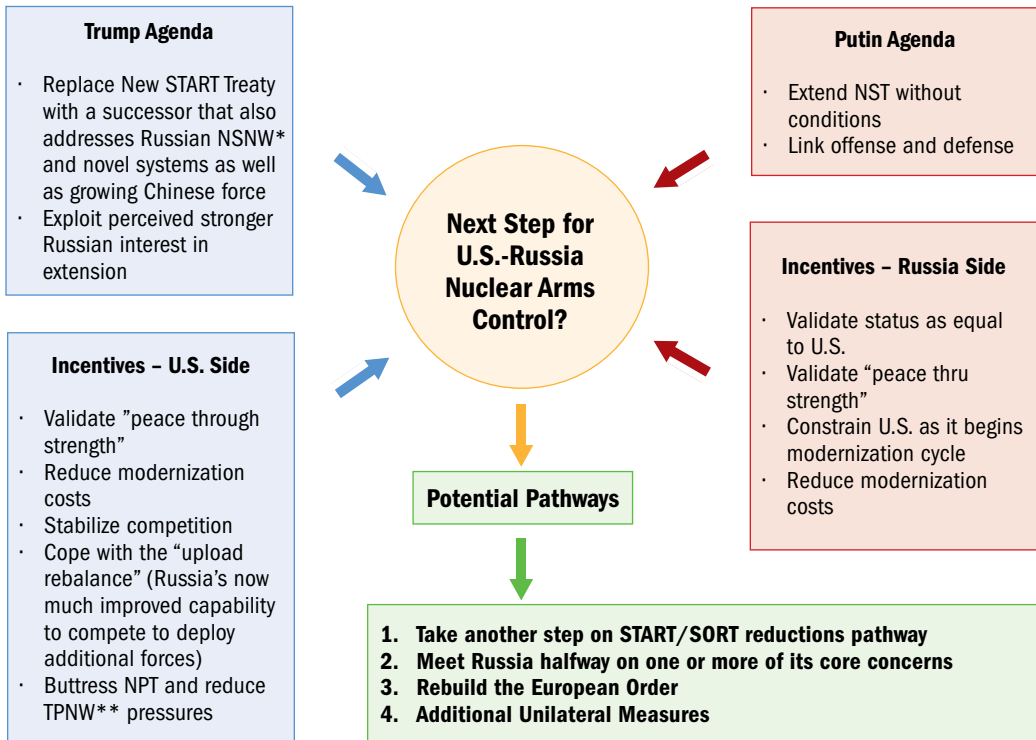 Trump Agenda
· Replace New START Treaty
with a successor that also
addresses Russian NSNW*
and novel systems as well
as growing Chinese force
· Exploit perceived stronger
Russian interest in
extension
Incentives – U.S. Side
· Validate ”peace through
strength”
· Reduce modernization
costs
· Stabilize competition
· Cope with the “upload
rebalance” (Russia’s now
much improved capability
to compete to deploy
additional forces)
· Buttress NPT and reduce
TPNW** pressures
Next Step for
U.S.-Russia
Nuclear Arms
Control?
Putin Agenda
· Extend NST without
conditions
· Link offense and defense
Incentives – Russia Side
· Validate status as equal
to U.S.
· Validate “peace thru
strength”
· Constrain U.S. as it begins
modernization cycle
· Reduce modernization
costs
Potential Pathways
1. Take another step on START/SORT reductions pathway
2. Meet Russia halfway on one or more of its core concerns
3. Rebuild the European Order
4. Additional Unilateral Measures